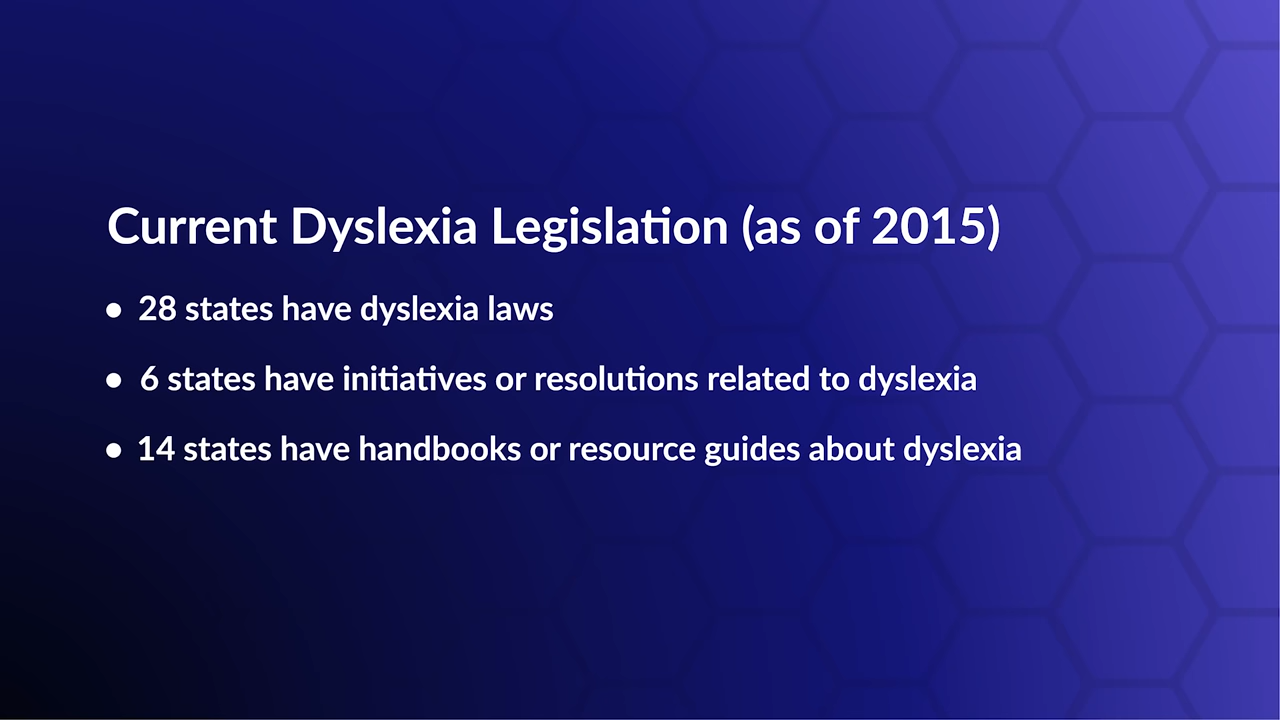 Current Dyslexia Legislation (as of 2015)
• 28 states have dyslexia laws
• 6 states have initiatives or resolutions related to dyslexia
• 14 states have handbooks or resource guides about dyslexia